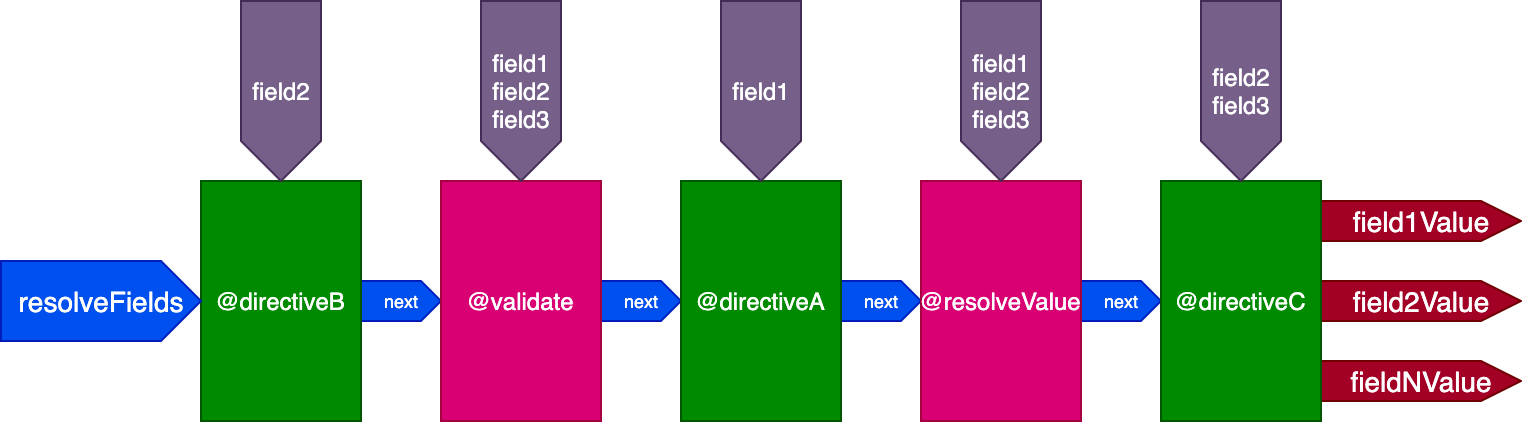 field2
field1
field2
field3
field1
field1
field2
field3
field2
field3
resolveFields
@directiveB
next
@validate
next
@directiveA
next
@resolveValue
next
@directiveC
field1Value
field2Value
fieldNValue